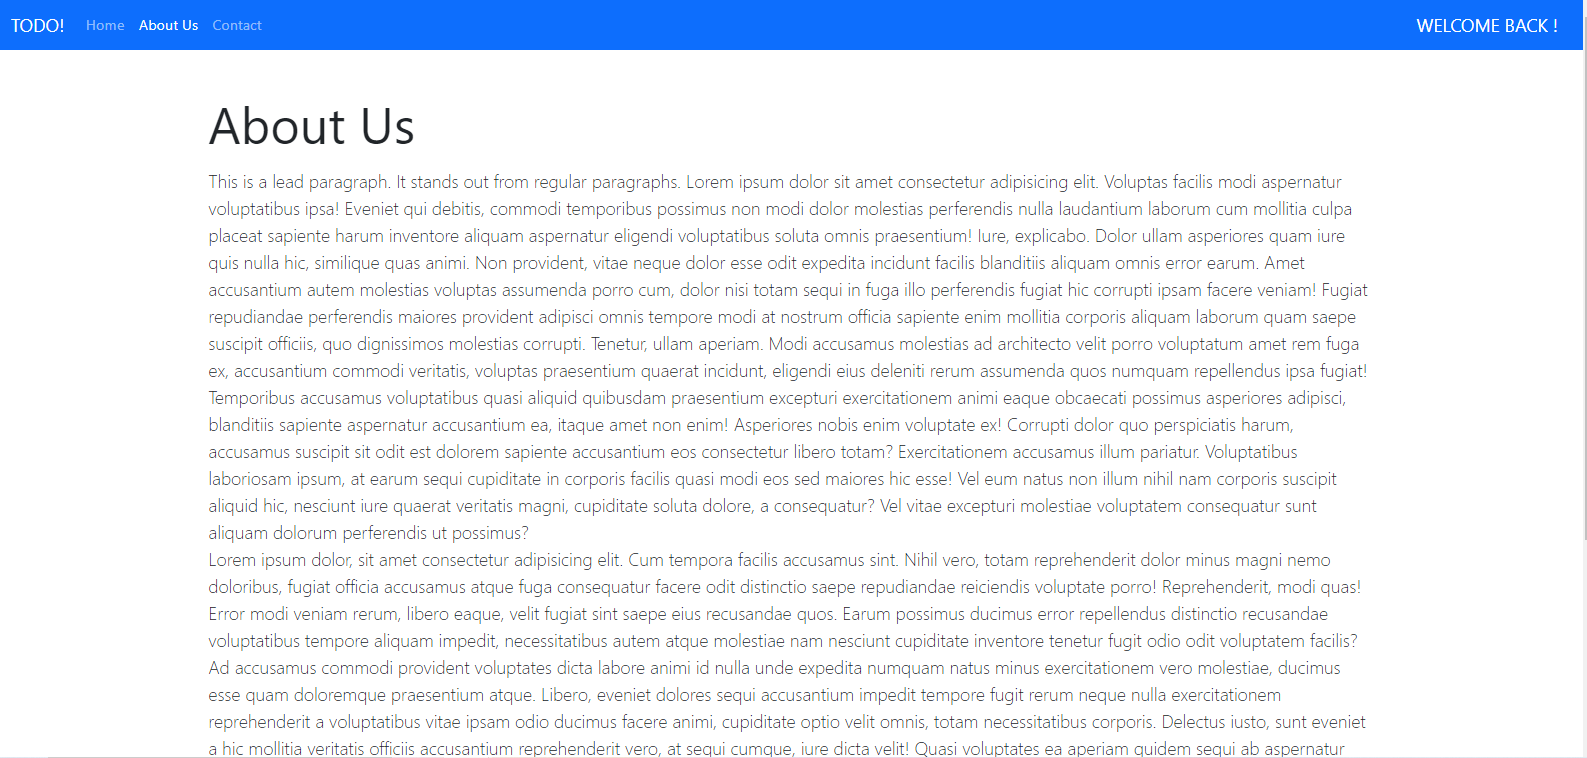 TODO! Home About Us Contact WELCOME BACK !
About Us
This is a lead paragraph. It stands out from regular paragraphs. Lorem ipsum dolor sit amet consectetur adipisicing elit. Voluptas facilis modi aspernatur
voluptatibus ipsa! Eveniet qui debitis, commodi temporibus possimus non modi dolor molestias perferendis nulla laudantium laborum cum mollitia culpa
placeat sapiente harum inventore aliquam aspernatur eligendi voluptatibus soluta omnis praesentium! Iure, explicabo. Dolor ullam asperiores quam iure
quis nulla hic, similique quas animi. Non provident, vitae neque dolor esse odit expedita incidunt facilis blanditiis aliquam omnis error earum. Amet
accusantium autem molestias voluptas assumenda porro cum, dolor nisi totam sequi in fuga illo perferendis fugiat hic corrupti ipsam facere veniam! Fugiat
repudiandae perferendis maiores provident adipisci omnis tempore modi at nostrum officia sapiente enim mollitia corporis aliquam laborum quam saepe
suscipit officiis, quo dignissimos molestias corrupti. Tenetur, ullam aperiam. Modi accusamus molestias ad architecto velit porro voluptatum amet rem fuga
ex, accusantium commodi veritatis, voluptas praesentium quaerat incidunt, eligendi eius deleniti rerum assumenda quos numquam repellendus ipsa fugiat!
Temporibus accusamus voluptatibus quasi aliquid quibusdam praesentium excepturi exercitationem animi eaque obcaecati possimus asperiores adipisci,
blanditiis sapiente aspernatur accusantium ea, itaque amet non enim! Asperiores nobis enim voluptate ex! Corrupti dolor quo perspiciatis harum,
accusamus suscipit sit odit est dolorem sapiente accusantium eos consectetur libero totam? Exercitationem accusamus illum pariatur. Voluptatibus
laboriosam ipsum, at earum sequi cupiditate in corporis facilis quasi modi eos sed maiores hic esse! Vel eum natus non illum nihil nam corporis suscipit
aliquid hic, nesciunt iure quaerat veritatis magni, cupiditate soluta dolore, a consequatur? Vel vitae excepturi molestiae voluptatem consequatur sunt
aliquam dolorum perferendis ut possimus?
Lorem ipsum dolor, sit amet consectetur adipisicing elit. Cum tempora facilis accusamus sint. Nihil vero, totam reprehenderit dolor minus magni nemo
doloribus, fugiat officia accusamus atque fuga consequatur facere odit distinctio saepe repudiandae reiciendis voluptate porro! Reprehenderit, modi quas!
Error modi veniam rerum, libero eaque, velit fugiat sint saepe eius recusandae quos. Earum possimus ducimus error repellendus distinctio recusandae
voluptatibus tempore aliquam impedit, necessitatibus autem atque molestiae nam nesciunt cupiditate inventore tenetur fugit odio odit voluptatem facilis?
Ad accusamus commodi provident voluptates dicta labore animi id nulla unde expedita numquam natus minus exercitationem vero molestiae, ducimus
esse quam doloremque praesentium atque. Libero, eveniet dolores sequi accusantium impedit tempore fugit rerum neque nulla exercitationem
reprehenderit a voluptatibus vitae ipsam odio ducimus facere animi, cupiditate optio velit omnis, totam necessitatibus corporis. Delectus iusto, sunt eveniet
a hic mollitia veritatis officiis accusantium reprehenderit vero, at sequi cumque, iure dicta velit! Quasi voluptates ea aperiam quidem sequi ab aspernatur